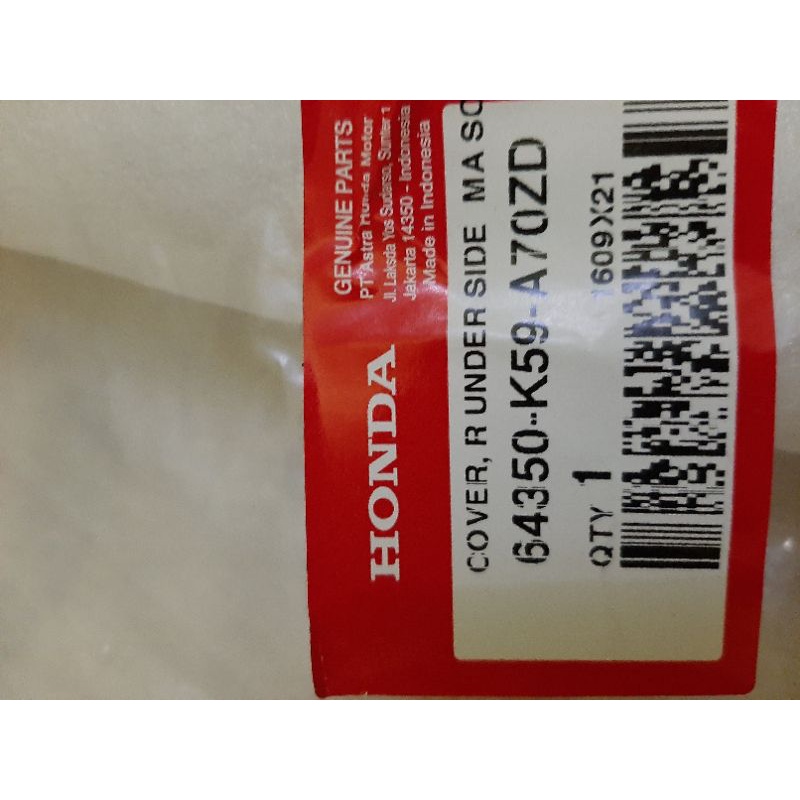 HONDA
GENUINE PARTS
PT Astra Honda Motor
Jl. Laksda Yos Sudarso, Sunter 1
Jakarta 14350 - Indonesia
Made in Indonesia
COVER, R UNDER SIDE MA SC
64350-K59-A70ZD
QTY 1 1609X21